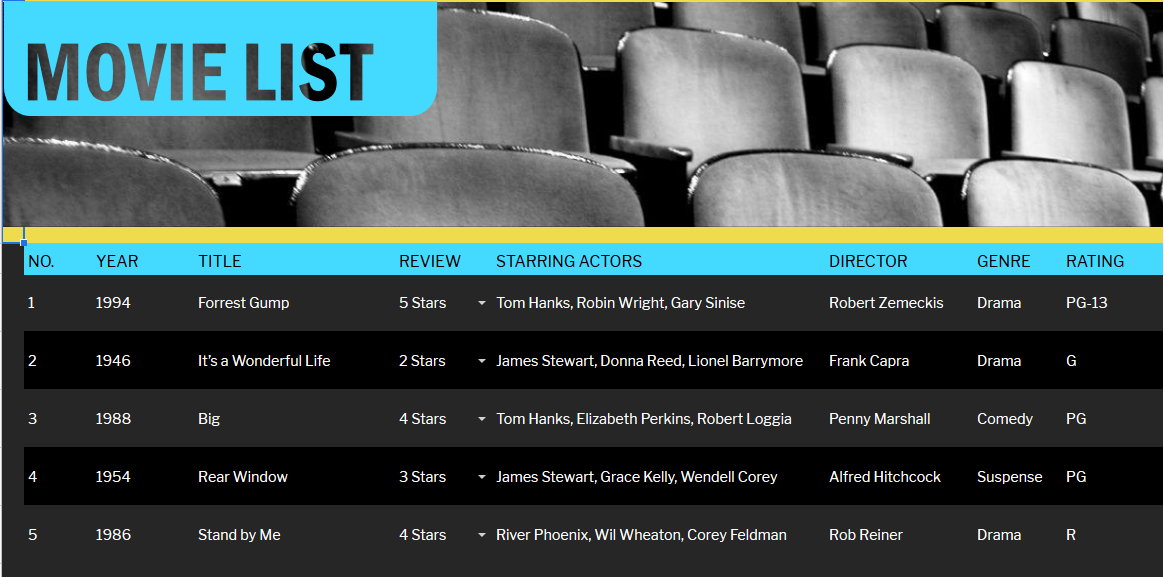 MOVIE LIST
NO. YEAR TITLE REVIEW STARRING ACTORS DIRECTOR GENRE RATING
1 1994 Forrest Gump 5 Stars Tom Hanks, Robin Wright, Gary Sinise Robert Zemeckis Drama PG-13
2 1946 It's a Wonderful Life 2 Stars James Stewart, Donna Reed, Lionel Barrymore Frank Capra Drama G
3 1988 Big 4 Stars Tom Hanks, Elizabeth Perkins, Robert Loggia Penny Marshall Comedy PG
4 1954 Rear Window 3 Stars James Stewart, Grace Kelly, Wendell Corey Alfred Hitchcock Suspense PG
5 1986 Stand by Me 4 Stars River Phoenix, Wil Wheaton, Corey Feldman Rob Reiner Drama R